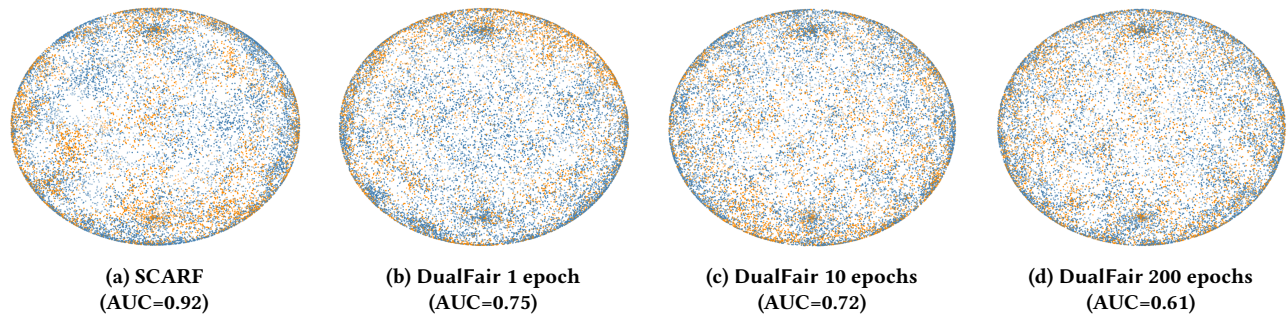 (a) SCARF
(AUC=0.92)
(b) DualFair 1 epoch
(AUC=0.75)
(c) DualFair 10 epochs
(AUC=0.72)
(d) DualFair 200 epochs
(AUC=0.61)